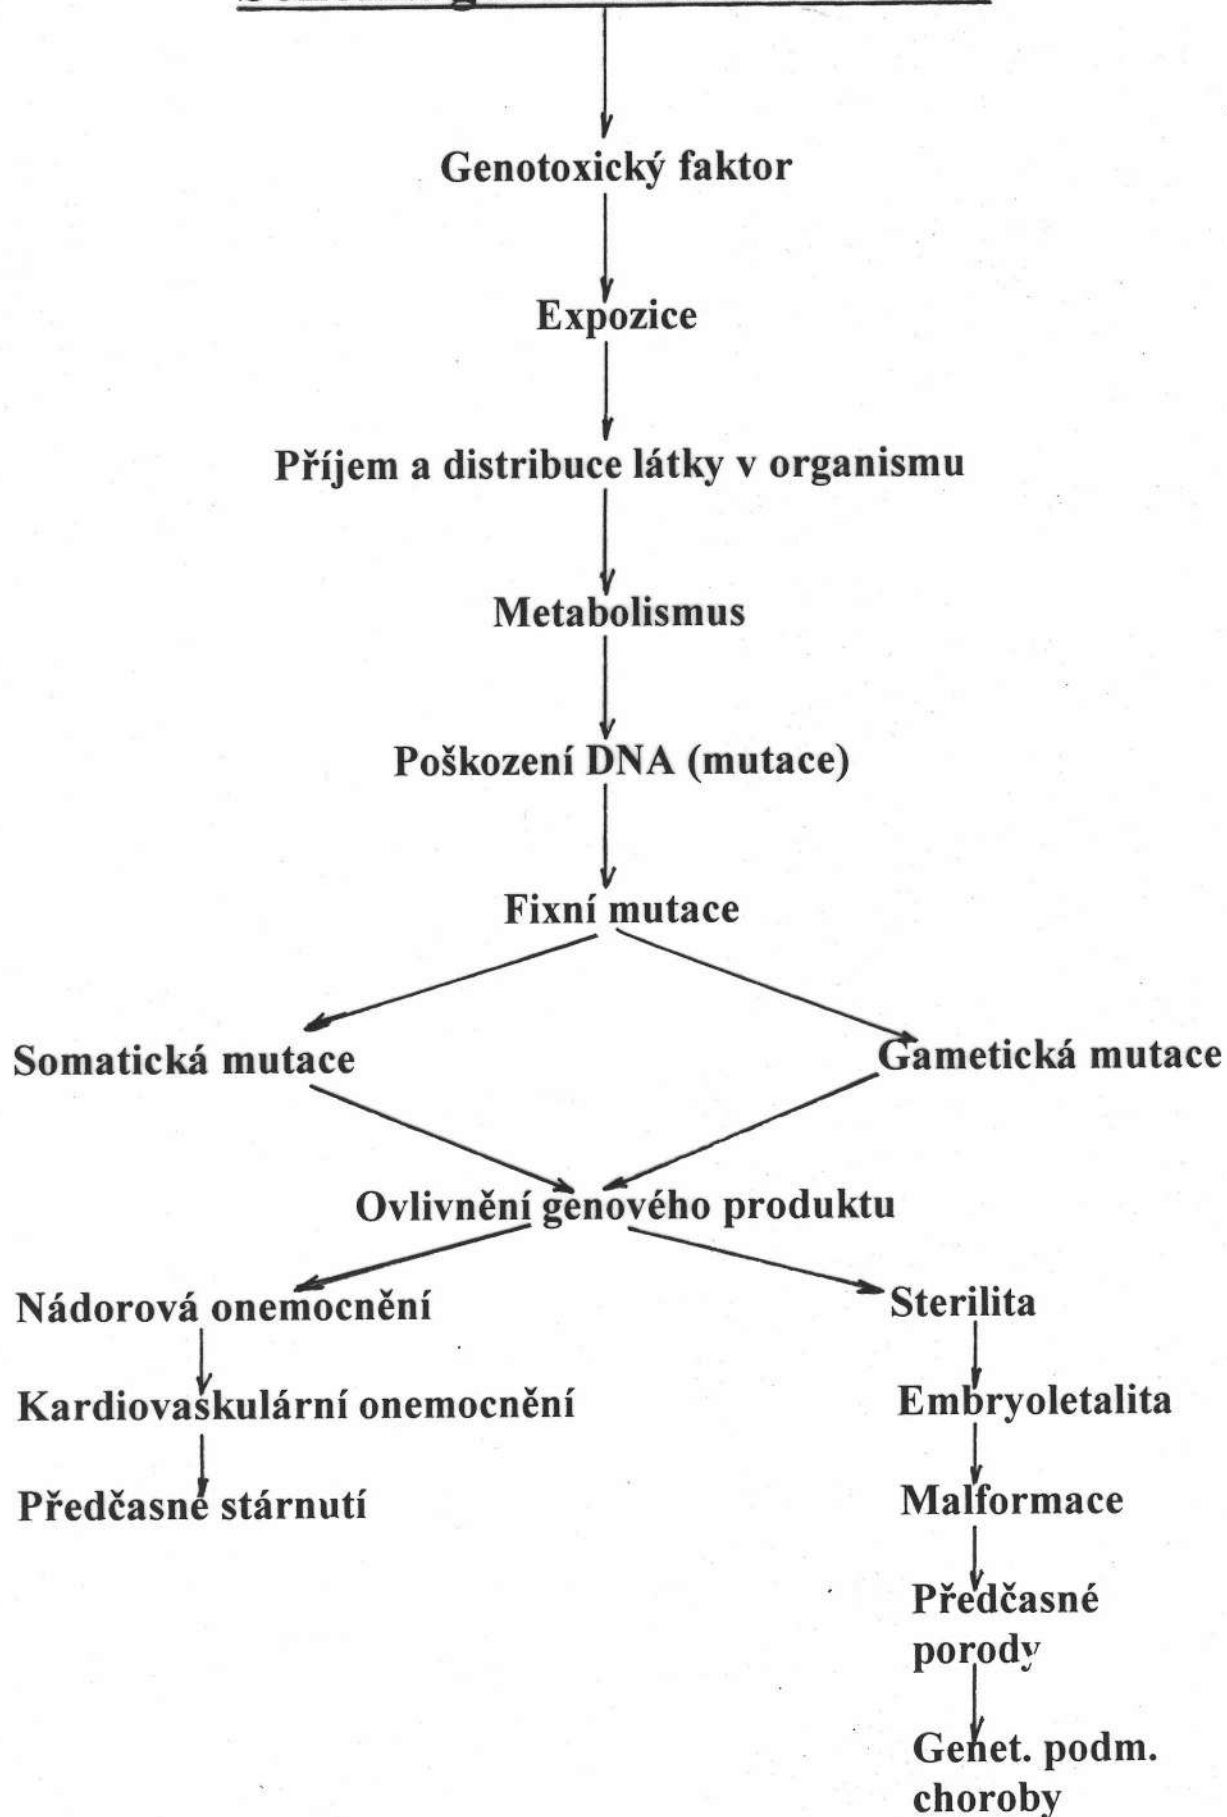 Genotoxický faktor
Expozice
Příjem a distribuce látky v organismu
Metabolismus
Poškození DNA (mutace)
Fixní mutace
Somatická mutace
Gametická mutace
Ovlivnění genového produktu
Nádorová onemocnění
Sterilita
Kardiovaskulární onemocnění
Embryoletalita
Předčasné stárnutí
Malformace
Předčasné
porody
Genet. podm.
choroby